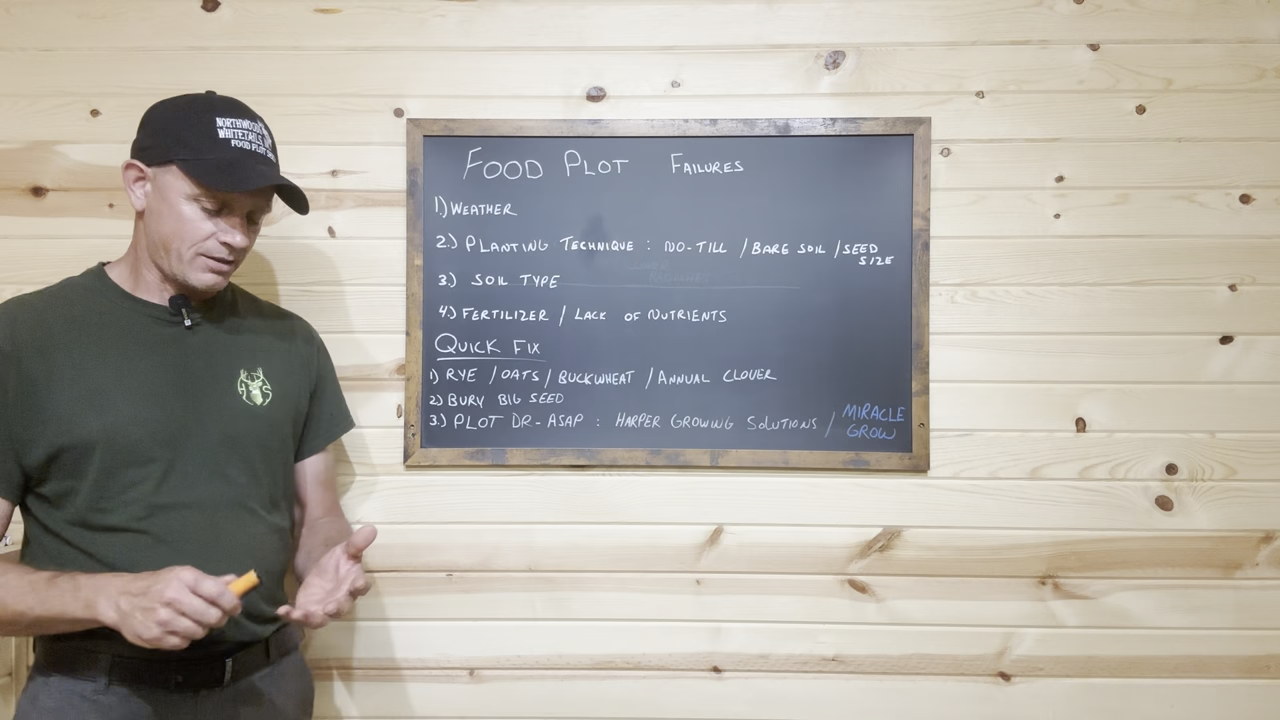 NORTHWOODS
WHITETAILS
FOOD PLOT
FOOD PLOT FAILURES
1.) WEATHER
2.) PLANTING TECHNIQUE : NO-TILL / BARE SOIL / SEED
SIZE
3.) SOIL TYPE
4.) FERTILIZER / LACK OF NUTRIENTS
QUICK FIX
1) RYE / OATS / BUCKWHEAT / ANNUAL CLOVER
2) BURY BIG SEED
3.) PLOT DR-ASAP : HARPER GROWING SOLUTIONS / MIRACLE
GROW